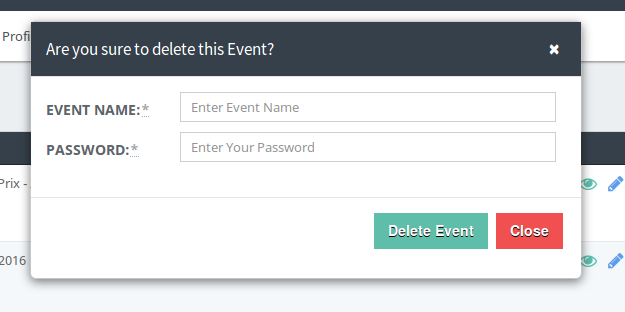 Profi
Are you sure to delete this Event? ✖
EVENT NAME:* Enter Event Name
PASSWORD:* Enter Your Password
Prix -
Delete Event Close
2016